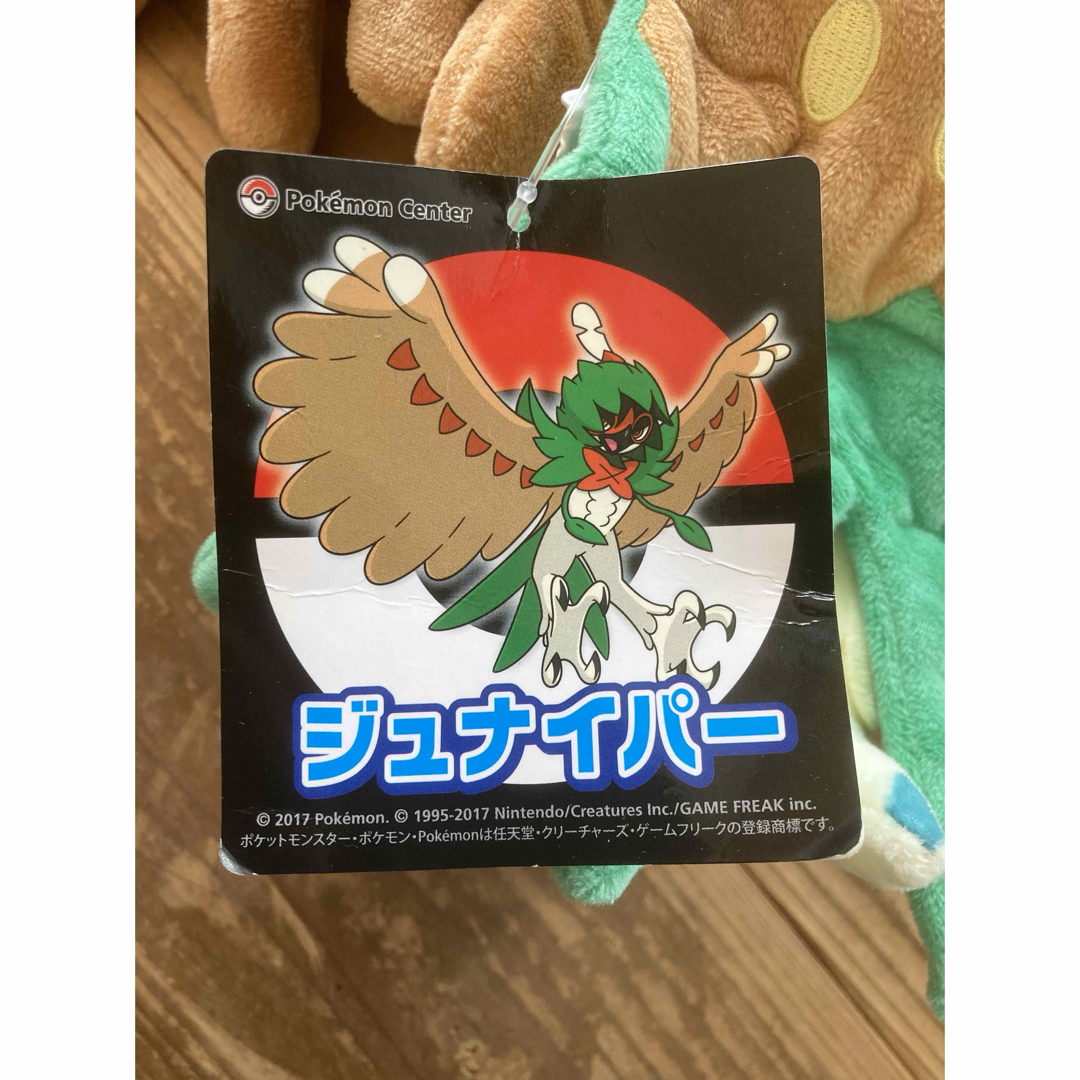 Pokémon Center
ジュナイパー
© 2017 Pokémon. © 1995-2017 Nintendo/Creatures Inc./GAME FREAK inc.
ポケットモンスター・ポケモン・Pokémonは任天堂・クリーチャーズ・ゲームフリークの登録商標です。